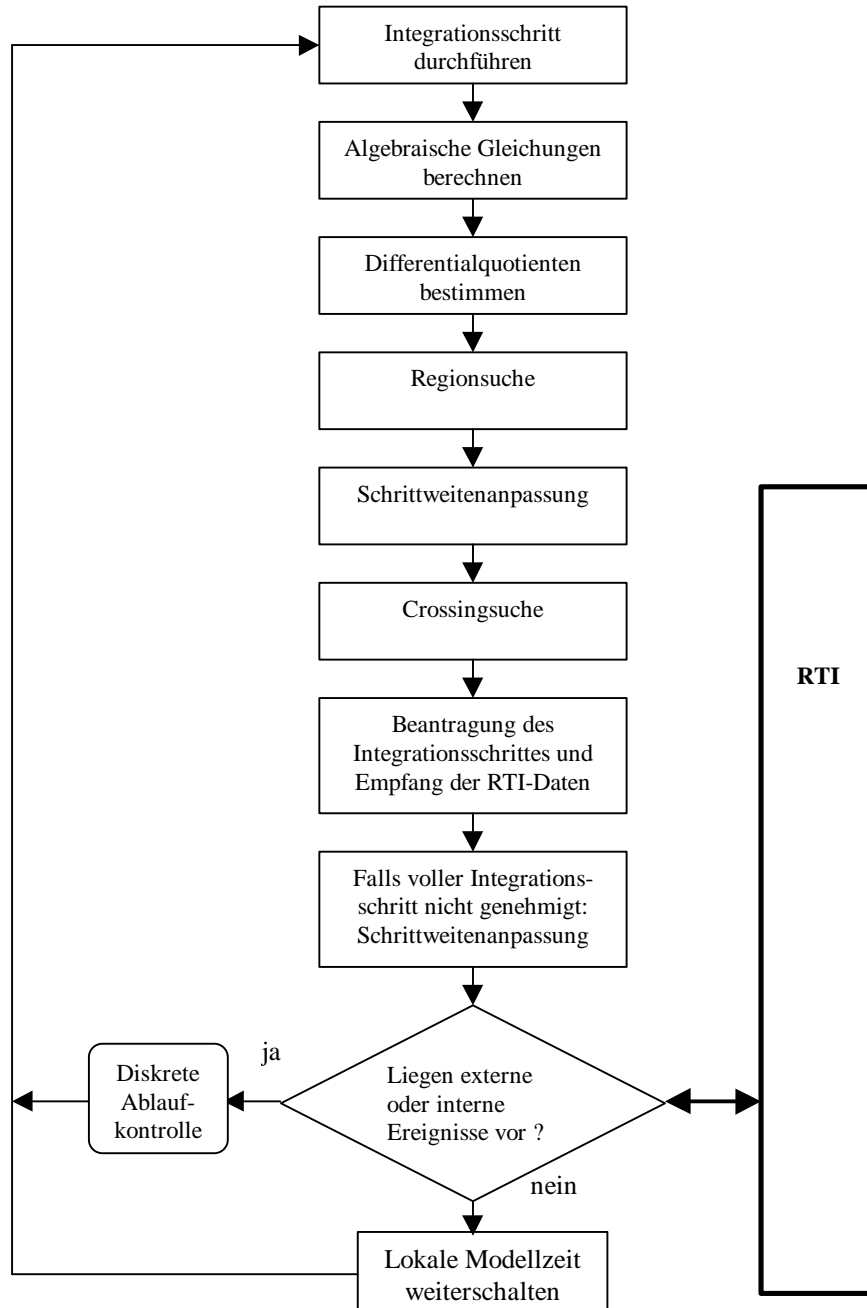 Integrationsschritt
durchführen
Algebraische Gleichungen
berechnen
Differentialquotienten
bestimmen
Regionsuche
Schrittweitenanpassung
Crossingsuche
RTI
Beantragung des
Integrationsschrittes und
Empfang der RTI-Daten
Falls voller Integrations-
schritt nicht genehmigt:
Schrittweitenanpassung
ja
Diskrete
Ablauf-
kontrolle
Liegen externe
oder interne
Ereignisse vor ?
nein
Lokale Modellzeit
weiterschalten